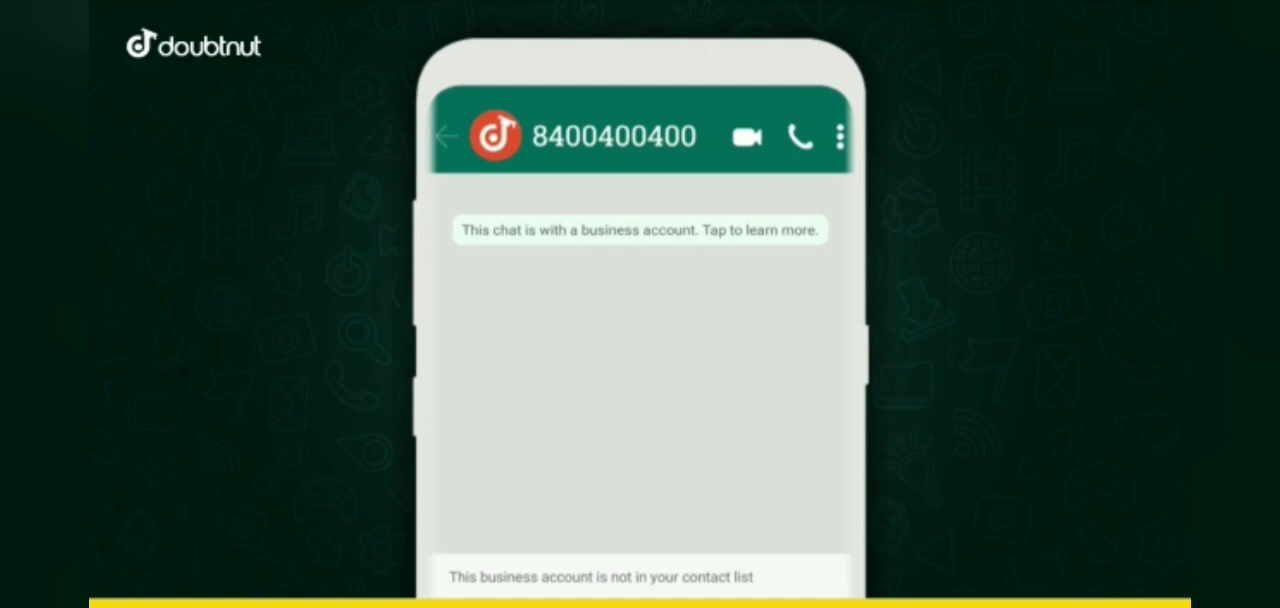 doubtnut
8400400400
This chat is with a business account. Tap to learn more.
This business account is not in your contact list